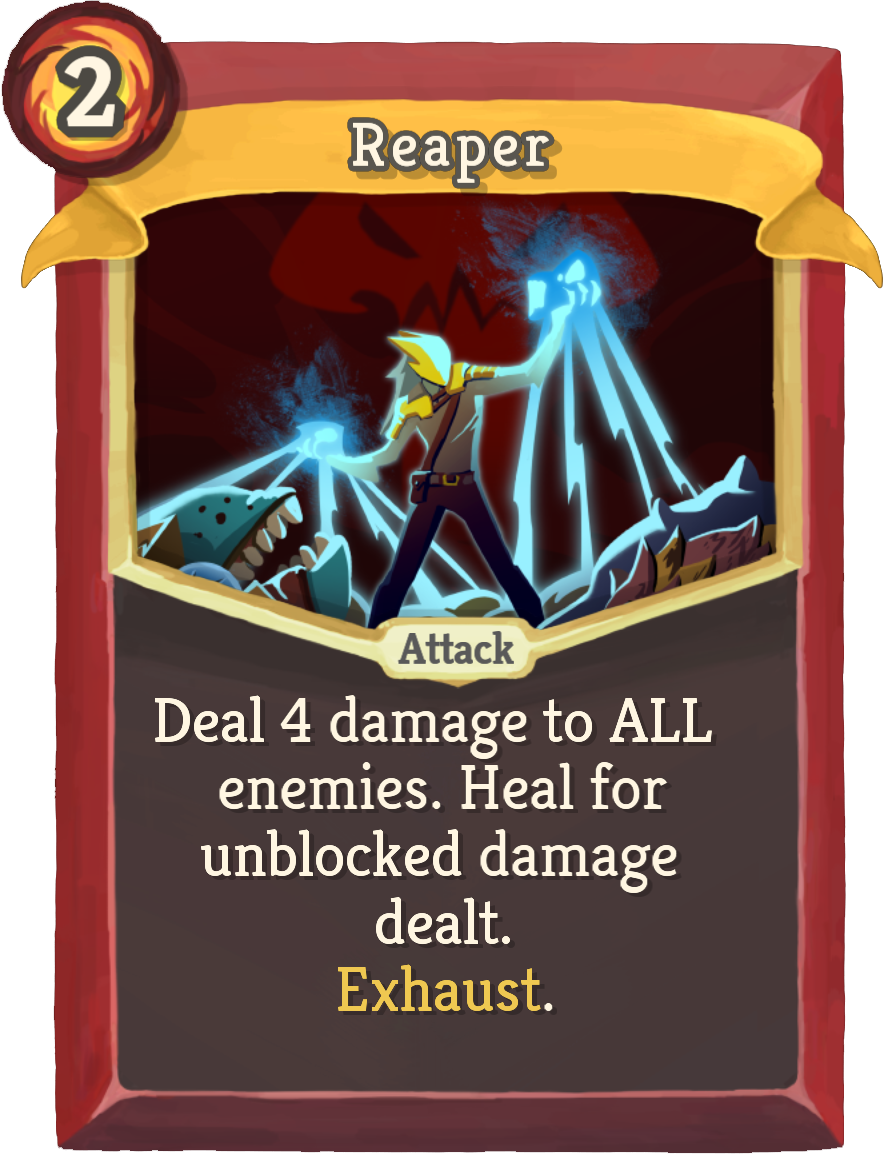 2
Reaper
Attack
Deal 4 damage to ALL
enemies. Heal for
unblocked damage
dealt.
Exhaust.